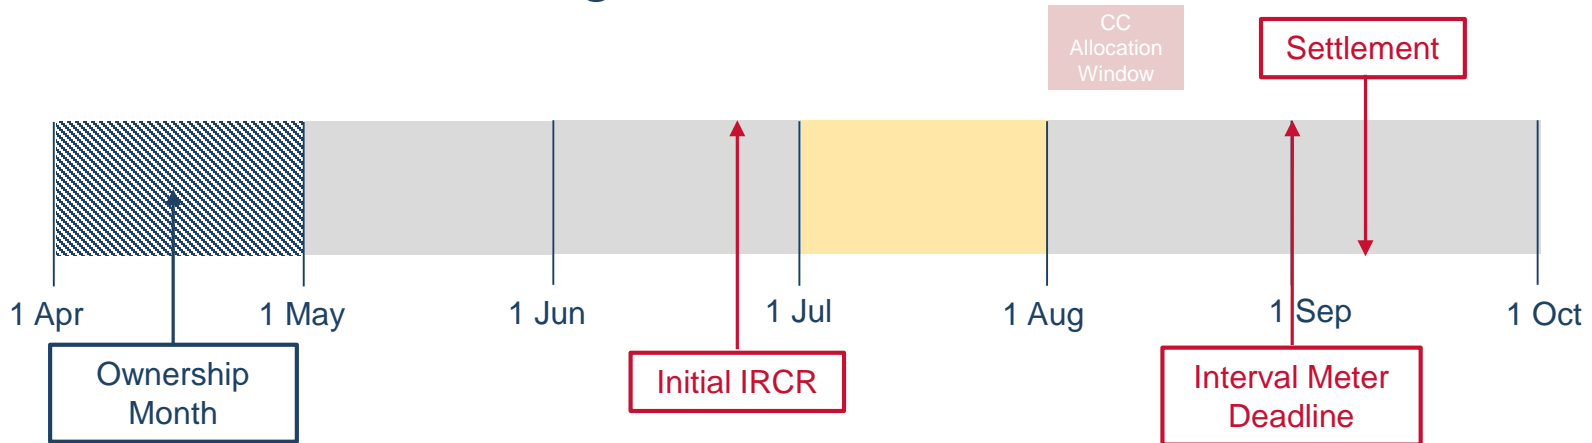 CC
Allocation
Window
Settlement
1 Apr
1 May
1 Jun
1 Jul
1 Aug
1 Sep
1 Oct
Ownership
Month
Initial IRCR
Interval Meter
Deadline